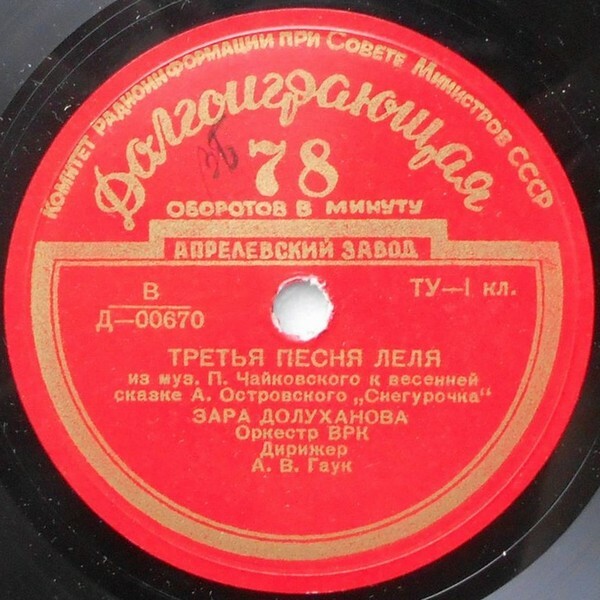 Комитет радиоинформации при Совете Министров СССР
Долгоиграющая
78
ОБОРОТОВ В МИНУТУ
АПРЕЛЕВСКИЙ ЗАВОД
В
Д—00670
ТУ—I кл.
ТРЕТЬЯ ПЕСНЯ ЛЕЛЯ
из муз. П. Чайковского к весенней
сказке А. Островского „Снегурочка“
ЗАРА ДОЛУХАНОВА
Оркестр ВРК
Дирижер
А. В. Гаук